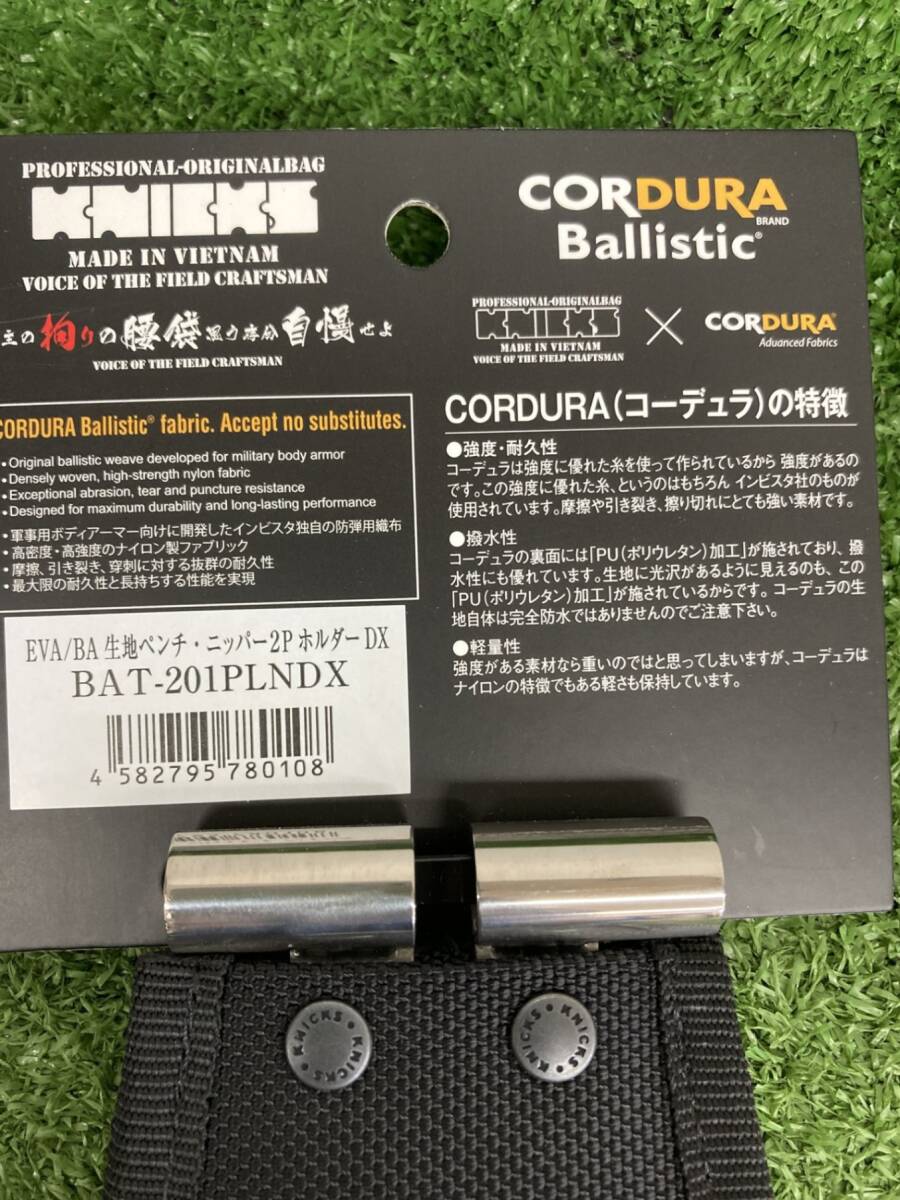 PROFESSIONAL-ORIGINALBAG
KNICKS
MADE IN VIETNAM
VOICE OF THE FIELD CRAFTSMAN
主の拘りの腰袋思う存分自慢せよ
VOICE OF THE FIELD CRAFTSMAN
CORDURA Ballistic® fabric. Accept no substitutes.
• Original ballistic weave developed for military body armor
• Densely woven, high-strength nylon fabric
• Exceptional abrasion, tear and puncture resistance
• Designed for maximum durability and long-lasting performance
・軍事用ボディアーマー向けに開発したインビスタ独自の防弾用織布
・高密度・高強度のナイロン製ファブリック
・摩擦、引き裂き、穿刺に対する抜群の耐久性
・最大限の耐久性と長持ちする性能を実現
EVA/BA 生地ペンチ・ニッパー2P ホルダー DX
BAT-201PLNDX
4 582795 780108
CORDURA
BRAND
Ballistic®
PROFESSIONAL-ORIGINALBAG
KNICKS
MADE IN VIETNAM
VOICE OF THE FIELD CRAFTSMAN
×
CORDURA®
Advanced Fabrics
CORDURA(コーデュラ)の特徴
●強度・耐久性
コーデュラは強度に優れた糸を使って作られているから 強度があるの
です。この強度に優れた糸、というのはもちろん インビスタ社のものが
使用されています。摩擦や引き裂き、擦り切れにとても強い素材です。
●撥水性
コーデュラの裏面には「PU(ポリウレタン)加工」が施されており、撥
水性にも優れています。生地に光沢があるように見えるのも、この
「PU(ポリウレタン)加工」が施されているからです。コーデュラの生
地自体は完全防水ではありませんのでご注意下さい。
●軽量性
強度がある素材なら重いのではと思ってしまいますが、コーデュラは
ナイロンの特徴でもある軽さも保持しています。
KNICKS • KNICKS •
KNICKS • KNICKS •